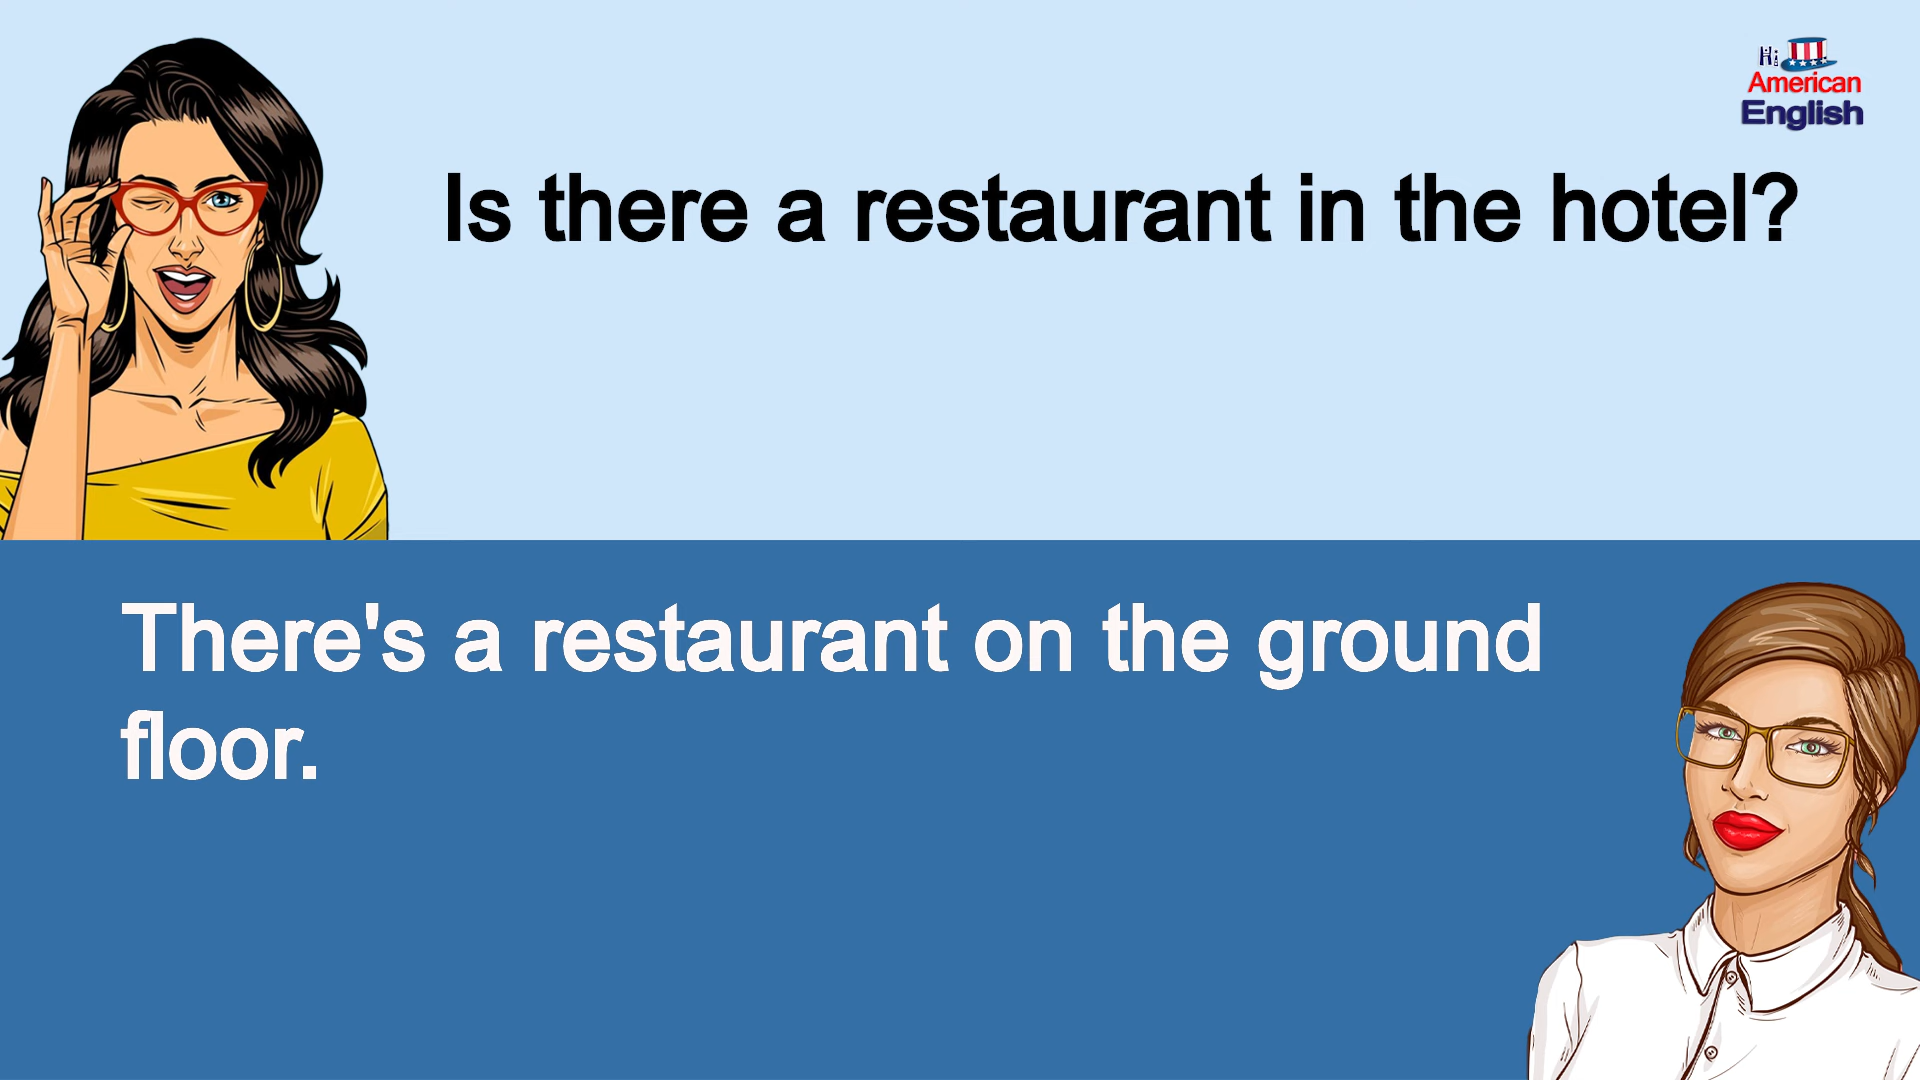 Hi
American
English
Is there a restaurant in the hotel?
There's a restaurant on the ground
floor.